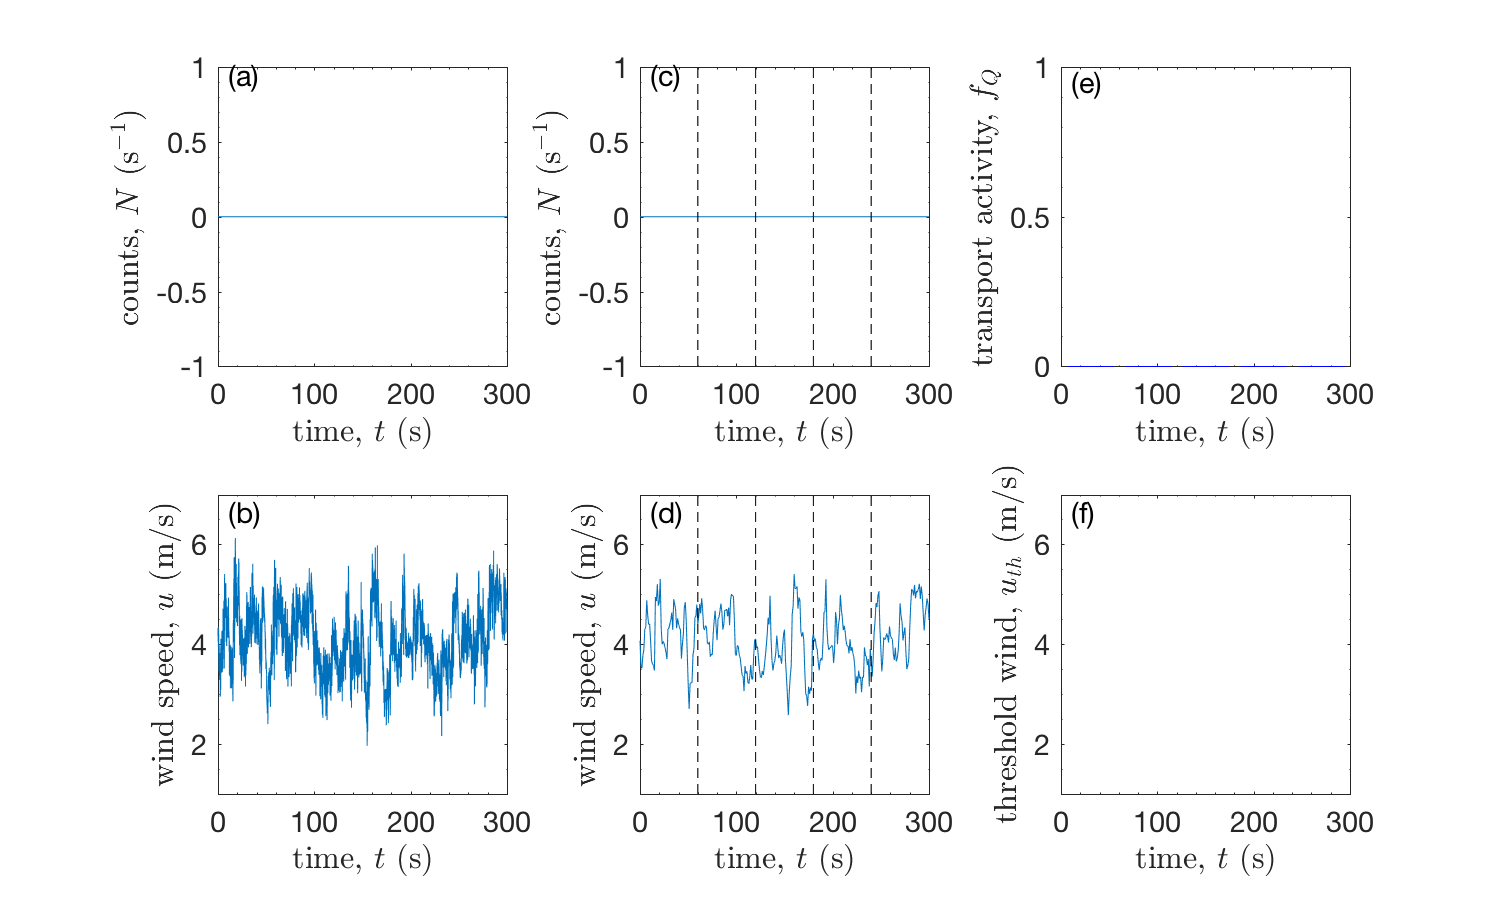 (a)
1
0.5
0
-0.5
-1
counts, N (s⁻¹)
0 100 200 300
time, t (s)
(c)
1
0.5
0
-0.5
-1
counts, N (s⁻¹)
0 100 200 300
time, t (s)
(e)
1
0.5
0
transport activity, f_Q
0 100 200 300
time, t (s)
(b)
6
4
2
wind speed, u (m/s)
0 100 200 300
time, t (s)
(d)
6
4
2
wind speed, u (m/s)
0 100 200 300
time, t (s)
(f)
6
4
2
threshold wind, u_th (m/s)
0 100 200 300
time, t (s)